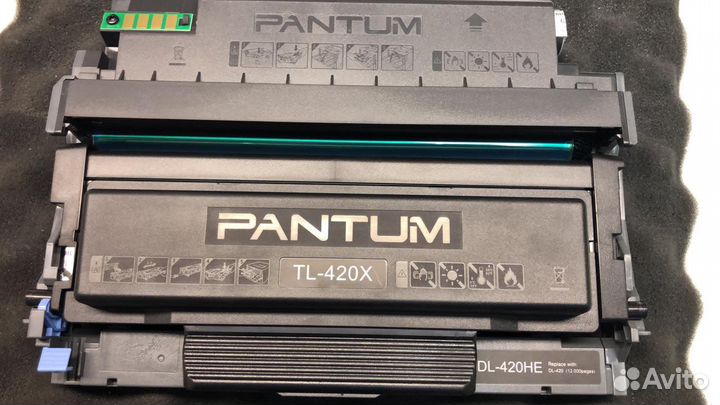 PANTUM
PANTUM
TL-420X
DL-420HE
Replace with:
DL-420 (12 000pages)
Avito